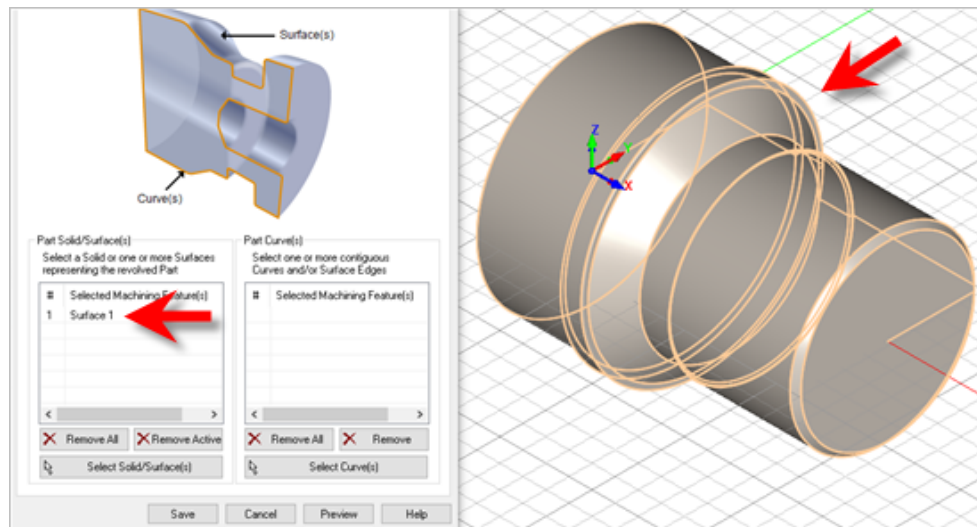 Surface(s)
Curve(s)
Part Solid/Surface(s)
Select a Solid or one or more Surfaces
representing the revolved Part
# Selected Machining Feature(s)
1 Surface 1
Remove All Remove Active
Select Solid/Surface(s)
Part Curve(s)
Select one or more contiguous
Curves and/or Surface Edges
# Selected Machining Feature(s)
Remove All Remove
Select Curve(s)
Save Cancel Preview Help
Z
Y
X